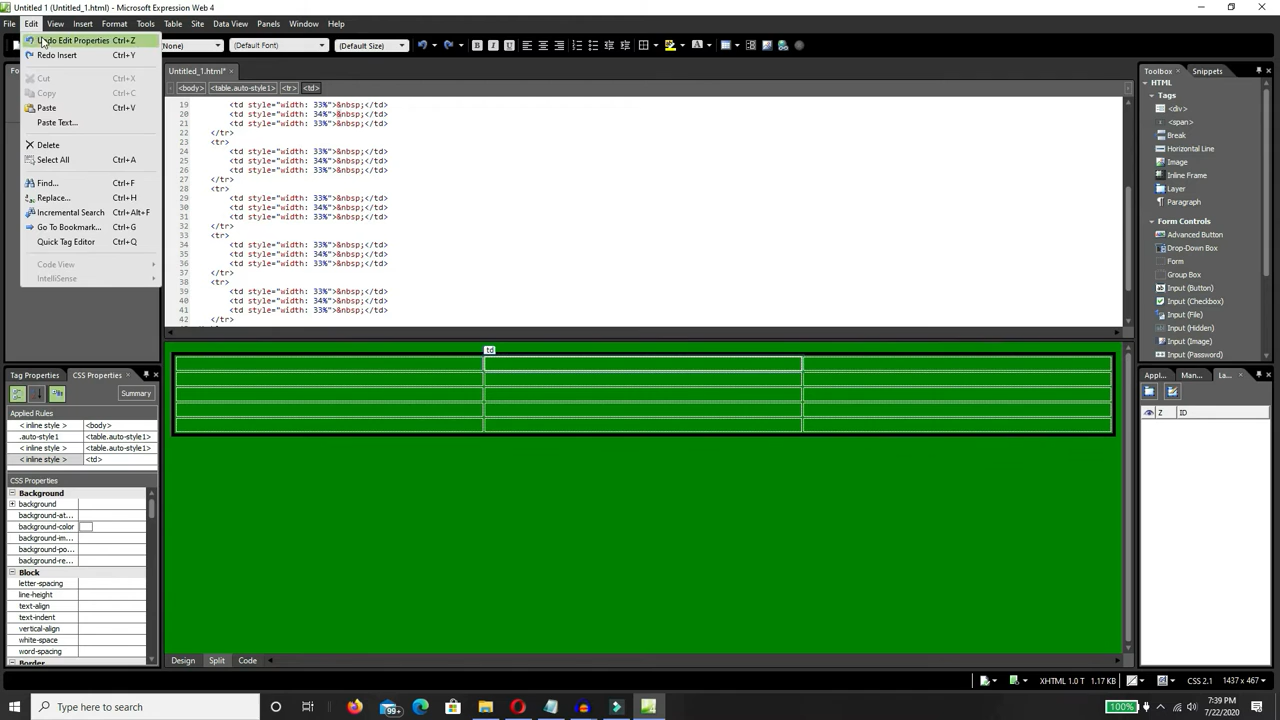 Untitled 1 (Untitled_1.html) - Microsoft Expression Web 4
File Edit View Insert Format Tools Table Site Data View Panels Window Help
Undo Edit Properties Ctrl+Z
Redo Insert Ctrl+Y
Cut Ctrl+X
Copy Ctrl+C
Paste Ctrl+V
Paste Text...
Delete
Select All Ctrl+A
Find... Ctrl+F
Replace... Ctrl+H
Incremental Search Ctrl+Alt+F
Go To Bookmark... Ctrl+G
Quick Tag Editor Ctrl+Q
Code View
IntelliSense
(None) (Default Font) (Default Size)
Untitled_1.html*
<body> <table.auto-style1> <tr> <td>
19 <td style="width: 33%">&nbsp;</td>
20 <td style="width: 34%">&nbsp;</td>
21 <td style="width: 33%">&nbsp;</td>
22 </tr>
23 <tr>
24 <td style="width: 33%">&nbsp;</td>
25 <td style="width: 34%">&nbsp;</td>
26 <td style="width: 33%">&nbsp;</td>
27 </tr>
28 <tr>
29 <td style="width: 33%">&nbsp;</td>
30 <td style="width: 34%">&nbsp;</td>
31 <td style="width: 33%">&nbsp;</td>
32 </tr>
33 <tr>
34 <td style="width: 33%">&nbsp;</td>
35 <td style="width: 34%">&nbsp;</td>
36 <td style="width: 33%">&nbsp;</td>
37 </tr>
38 <tr>
39 <td style="width: 33%">&nbsp;</td>
40 <td style="width: 34%">&nbsp;</td>
41 <td style="width: 33%">&nbsp;</td>
42 </tr>
td
Design Split Code
Toolbox Snippets
HTML
Tags
<div>
<span>
Break
Horizontal Line
Image
Inline Frame
Layer
Paragraph
Form Controls
Advanced Button
Drop-Down Box
Form
Group Box
Input (Button)
Input (Checkbox)
Input (File)
Input (Hidden)
Input (Image)
Input (Password)
Appl... Man... La...
Z ID
Tag Properties CSS Properties
Summary
Applied Rules
< inline style > <body>
.auto-style1 <table.auto-style1>
< inline style > <table.auto-style1>
< inline style > <td>
CSS Properties
Background
background
background-at...
background-color
background-im...
background-po...
background-re...
Block
letter-spacing
line-height
text-align
text-indent
vertical-align
white-space
word-spacing
Border
XHTML 1.0 T 1.17 KB CSS 2.1 1437 x 467
Type here to search
99+
100%
7:39 PM
7/22/2020